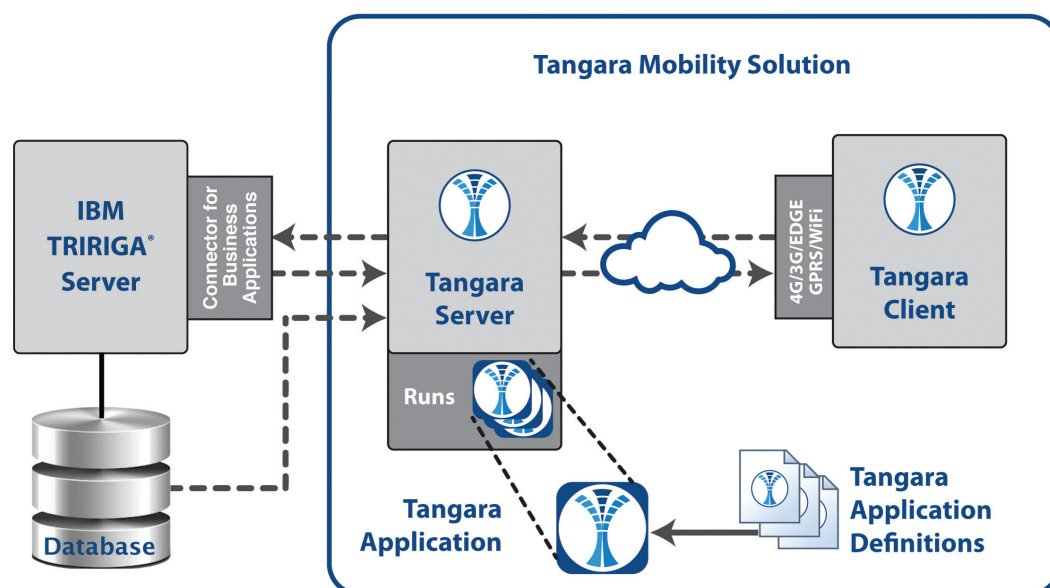 Tangara Mobility Solution
IBM
TRIRIGA®
Server
Connector for
Business
Applications
Tangara
Server
4G/3G/EDGE
GPRS/WiFi
Tangara
Client
Runs
Database
Tangara
Application
Tangara
Application
Definitions